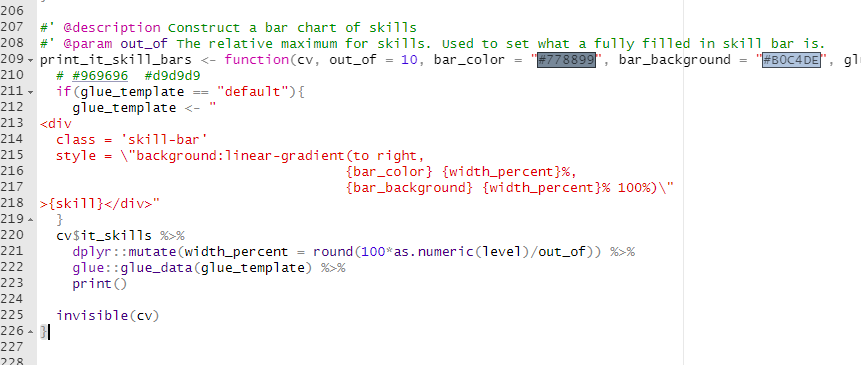 206
207 #' @description Construct a bar chart of skills
208 #' @param out_of The relative maximum for skills. Used to set what a fully filled in skill bar is.
209 print_it_skill_bars <- function(cv, out_of = 10, bar_color = "#778899", bar_background = "#B0C4DE", gl
210   # #969696  #d9d9d9
211   if(glue_template == "default"){
212     glue_template <- "
213 <div
214   class = 'skill-bar'
215   style = \"background:linear-gradient(to right,
216                                       {bar_color} {width_percent}%,
217                                       {bar_background} {width_percent}% 100%)\"
218 >{skill}</div>"
219   }
220   cv$it_skills %>%
221     dplyr::mutate(width_percent = round(100*as.numeric(level)/out_of)) %>%
222     glue::glue_data(glue_template) %>%
223     print()
224
225   invisible(cv)
226 }
227
228